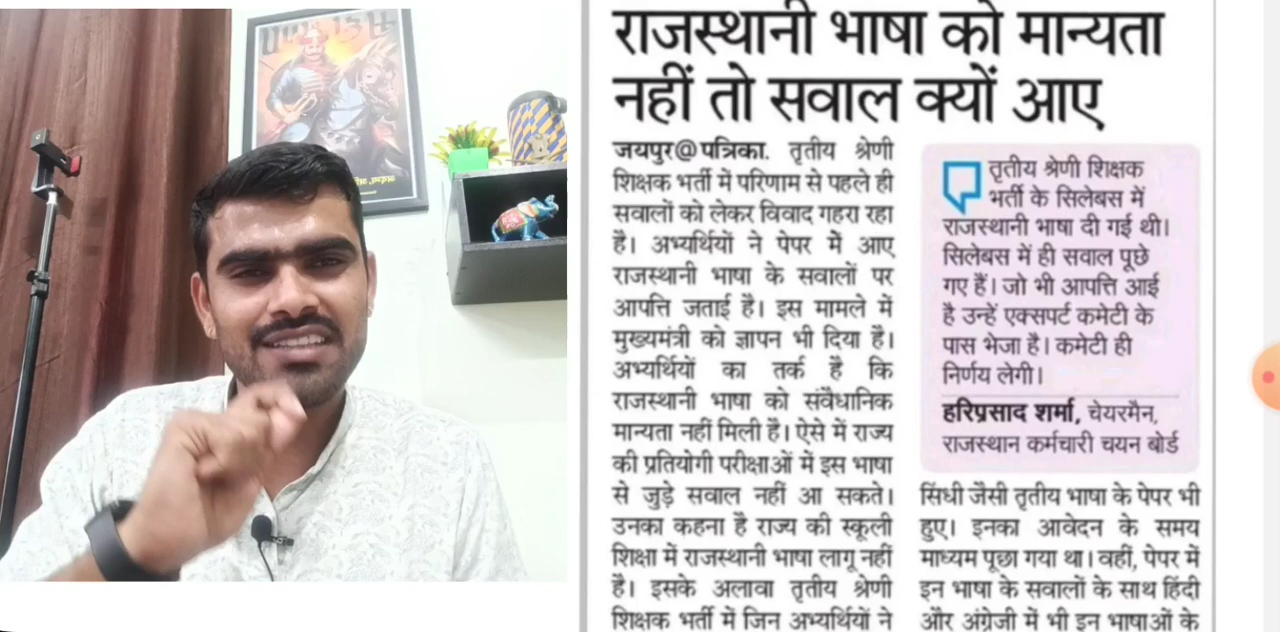 राजस्थानी भाषा को मान्यता
नहीं तो सवाल क्यों आए
जयपुर@पत्रिका. तृतीय श्रेणी
शिक्षक भर्ती में परिणाम से पहले ही
सवालों को लेकर विवाद गहरा रहा
है। अभ्यर्थियों ने पेपर में आए
राजस्थानी भाषा के सवालों पर
आपत्ति जताई है। इस मामले में
मुख्यमंत्री को ज्ञापन भी दिया है।
अभ्यर्थियों का तर्क है कि
राजस्थानी भाषा को संवैधानिक
मान्यता नहीं मिली है। ऐसे में राज्य
की प्रतियोगी परीक्षाओं में इस भाषा
से जुड़े सवाल नहीं आ सकते।
उनका कहना है राज्य की स्कूली
शिक्षा में राजस्थानी भाषा लागू नहीं
है। इसके अलावा तृतीय श्रेणी
शिक्षक भर्ती में जिन अभ्यर्थियों ने
तृतीय श्रेणी शिक्षक
भर्ती के सिलेबस में
राजस्थानी भाषा दी गई थी।
सिलेबस में ही सवाल पूछे
गए हैं। जो भी आपत्ति आई
है उन्हें एक्सपर्ट कमेटी के
पास भेजा है। कमेटी ही
निर्णय लेगी।
हरिप्रसाद शर्मा, चेयरमैन,
राजस्थान कर्मचारी चयन बोर्ड
सिंधी जैसी तृतीय भाषा के पेपर भी
हुए। इनका आवेदन के समय
माध्यम पूछा गया था। वहीं, पेपर में
इन भाषा के सवालों के साथ हिंदी
और अंग्रेजी में भी इन भाषाओं के